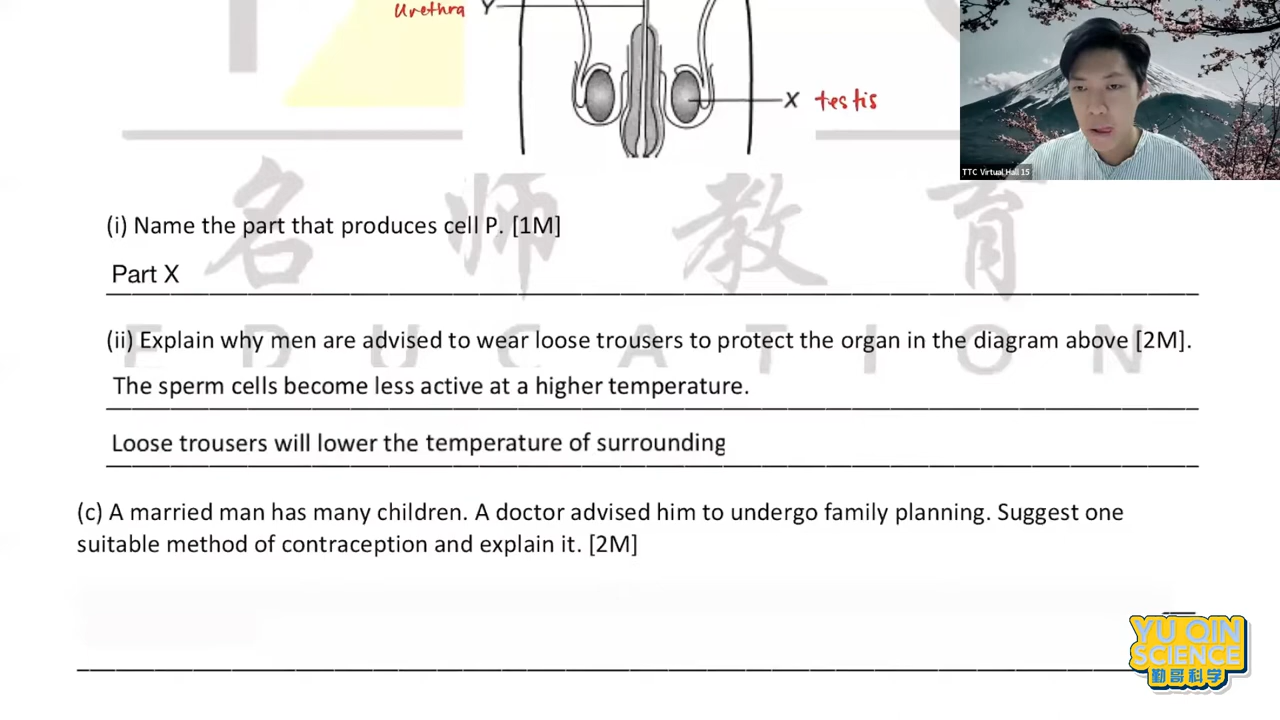 Urethra Y
X testis
TTC Virtual Hall 15
名师教育
EDUCATION
(i) Name the part that produces cell P. [1M]
Part X
(ii) Explain why men are advised to wear loose trousers to protect the organ in the diagram above [2M].
The sperm cells become less active at a higher temperature.
Loose trousers will lower the temperature of surrounding
(c) A married man has many children. A doctor advised him to undergo family planning. Suggest one
suitable method of contraception and explain it. [2M]
YU QIN
SCIENCE
勤哥科学